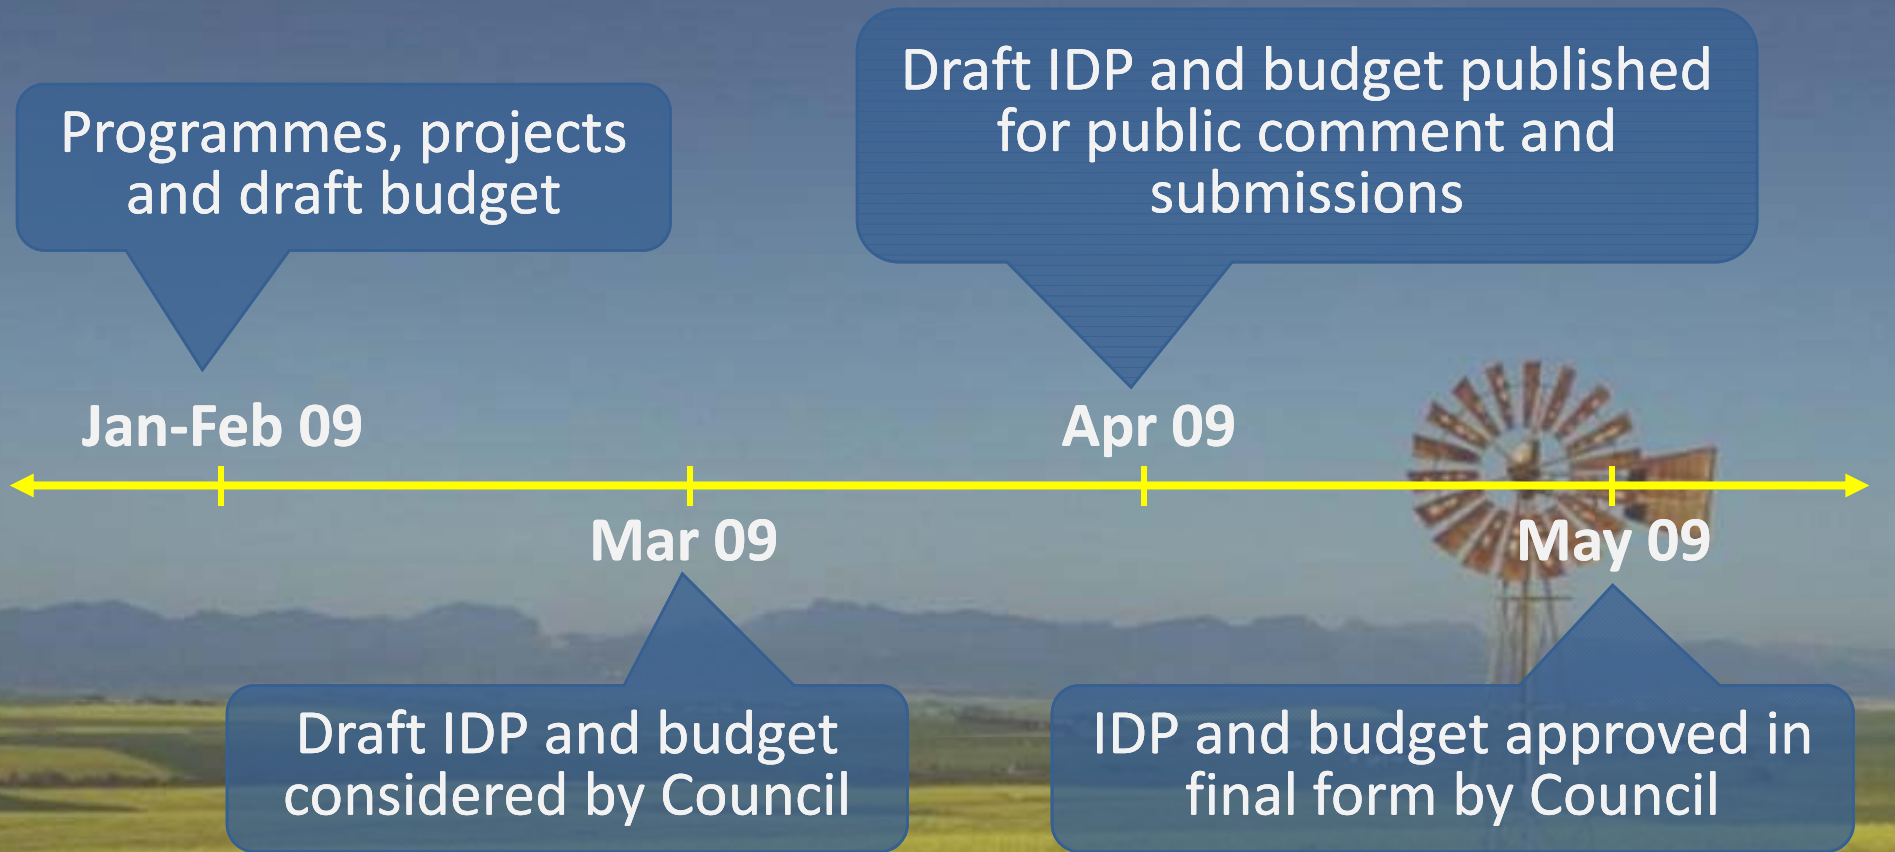 Programmes, projects
and draft budget
Draft IDP and budget published
for public comment and
submissions
Jan-Feb 09
Apr 09
Mar 09
May 09
Draft IDP and budget
considered by Council
IDP and budget approved in
final form by Council